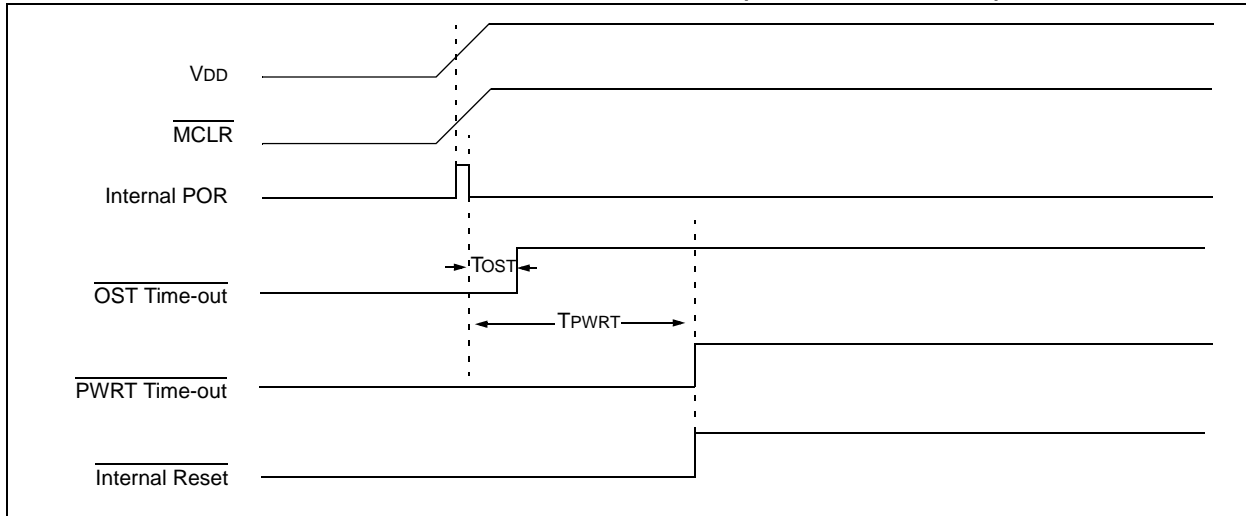 VDD
MCLR
Internal POR
TOST
OST Time-out
TPWRT
PWRT Time-out
Internal Reset